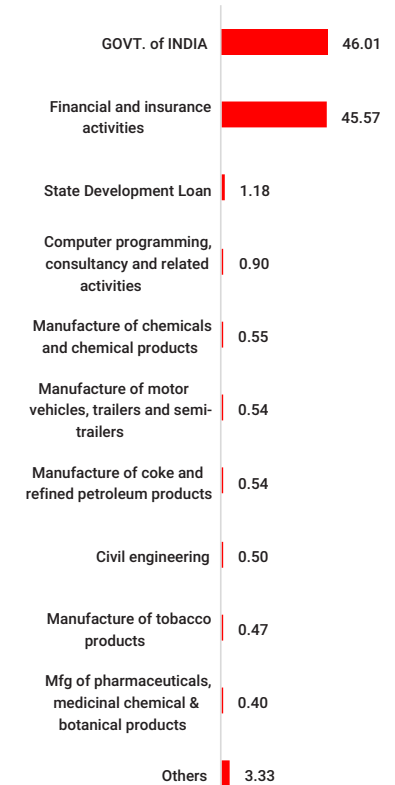 GOVT. of INDIA 46.01
Financial and insurance
activities
45.57
State Development Loan 1.18
Computer programming,
consultancy and related
activities
0.90
Manufacture of chemicals
and chemical products
0.55
Manufacture of motor
vehicles, trailers and semi-
trailers
0.54
Manufacture of coke and
refined petroleum products
0.54
Civil engineering 0.50
Manufacture of tobacco
products
0.47
Mfg of pharmaceuticals,
medicinal chemical &
botanical products
0.40
Others 3.33